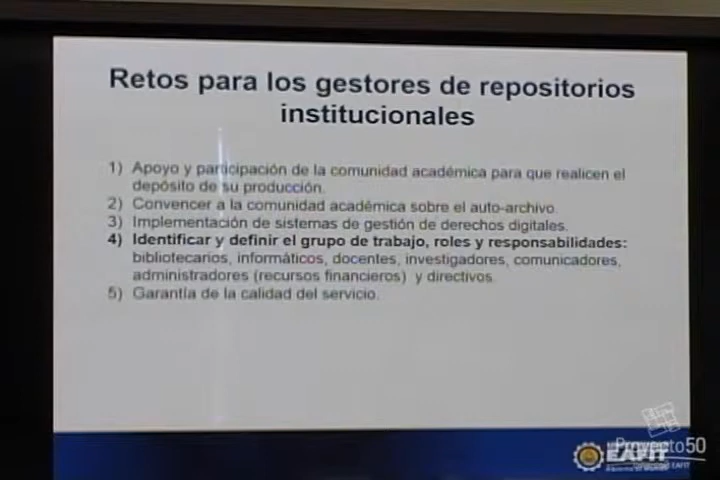 Retos para los gestores de repositorios
institucionales
1) Apoyo y participación de la comunidad académica para que realicen el
depósito de su producción.
2) Convencer a la comunidad académica sobre el auto-archivo.
3) Implementación de sistemas de gestión de derechos digitales.
4) Identificar y definir el grupo de trabajo, roles y responsabilidades:
bibliotecarios, informáticos, docentes, investigadores, comunicadores,
administradores (recursos financieros) y directivos.
5) Garantía de la calidad del servicio.
Proyecto50
EAFIT